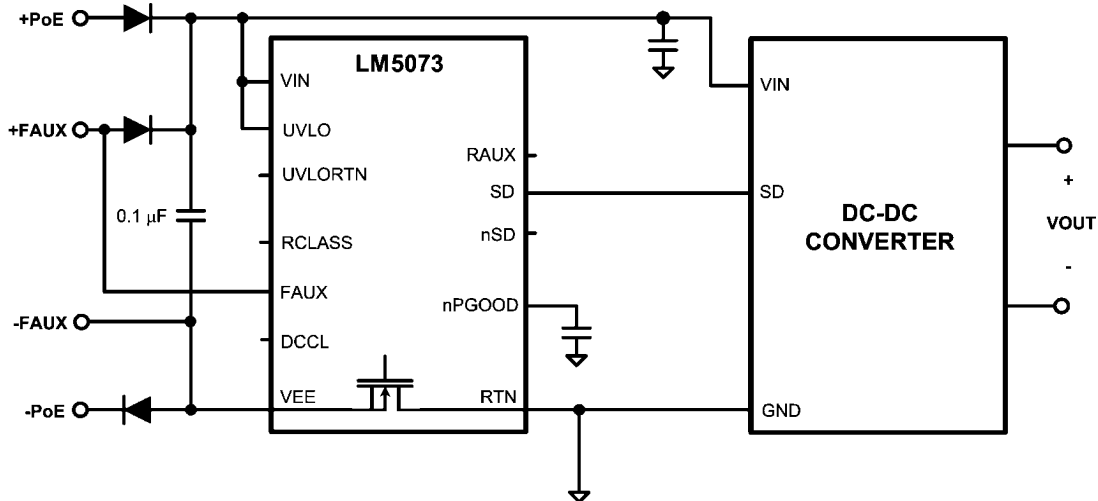 +PoE
LM5073
VIN
VIN
+FAUX
UVLO
RAUX
UVLORTN
SD
SD
0.1 µF
DC-DC
CONVERTER
+
VOUT
-
nSD
RCLASS
FAUX
nPGOOD
-FAUX
DCCL
VEE
RTN
-PoE
GND